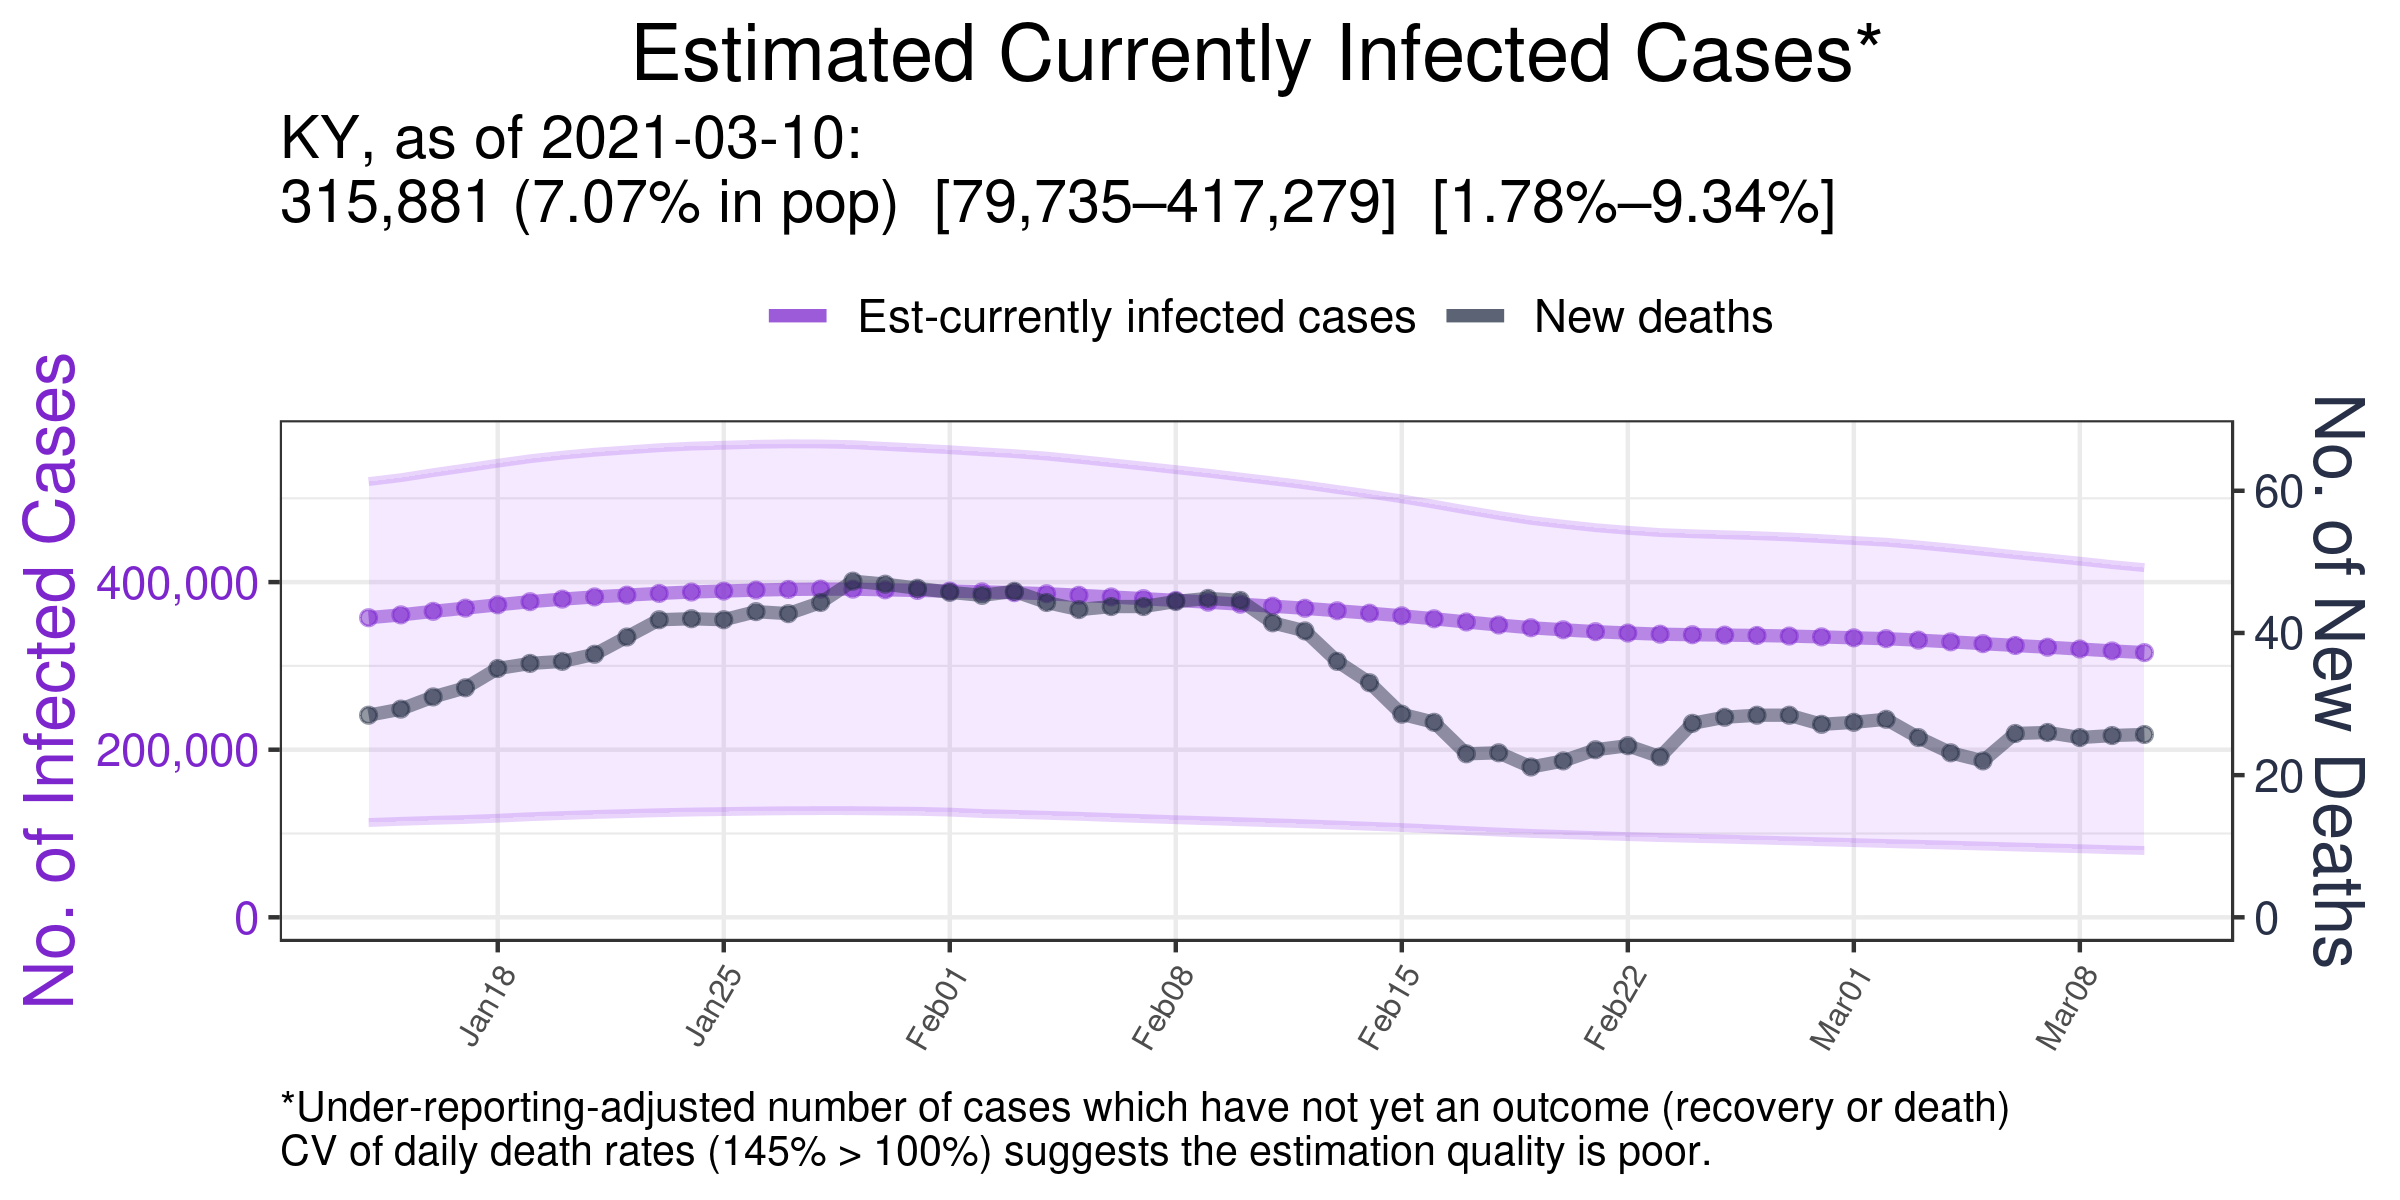 Estimated Currently Infected Cases*
KY, as of 2021-03-10:
315,881 (7.07% in pop)  [79,735–417,279]  [1.78%–9.34%]
Est-currently infected cases
New deaths
No. of Infected Cases
400,000
200,000
0
60
40
20
0
No. of New Deaths
Jan18
Jan25
Feb01
Feb08
Feb15
Feb22
Mar01
Mar08
*Under-reporting-adjusted number of cases which have not yet an outcome (recovery or death)
CV of daily death rates (145% > 100%) suggests the estimation quality is poor.